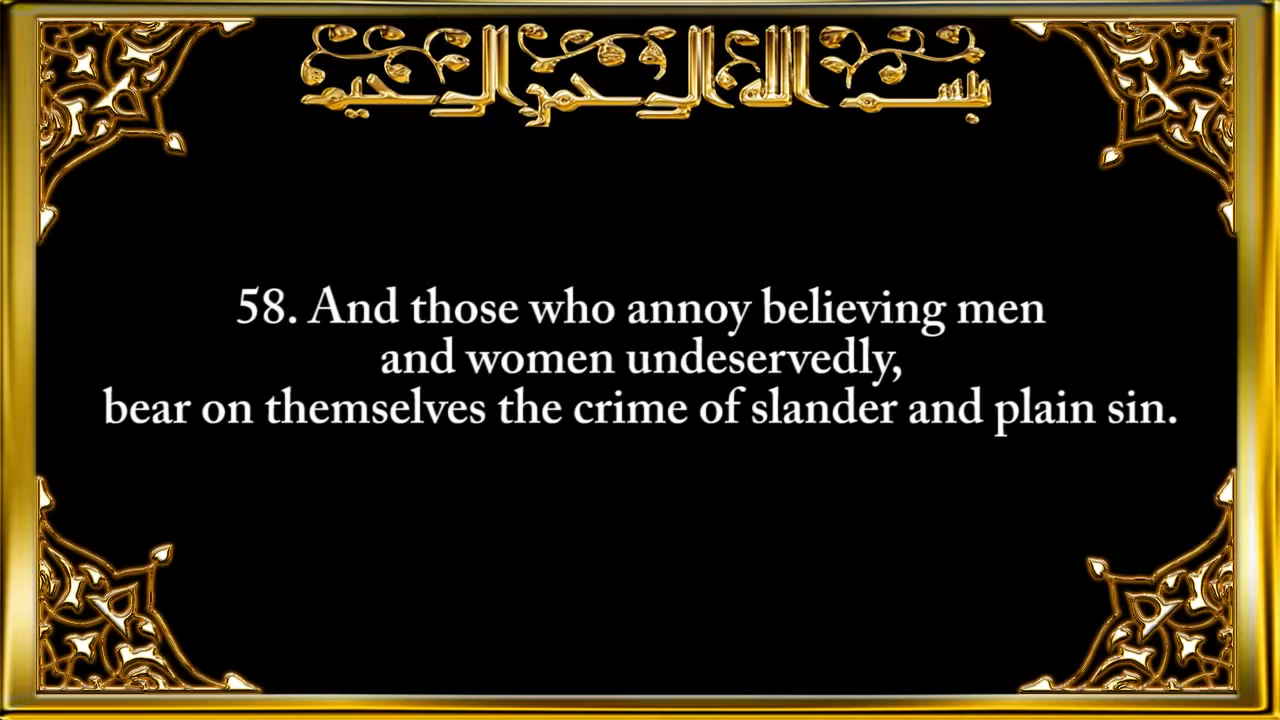 بسم الله الرحمن الرحيم
58. And those who annoy believing men
and women undeservedly,
bear on themselves the crime of slander and plain sin.